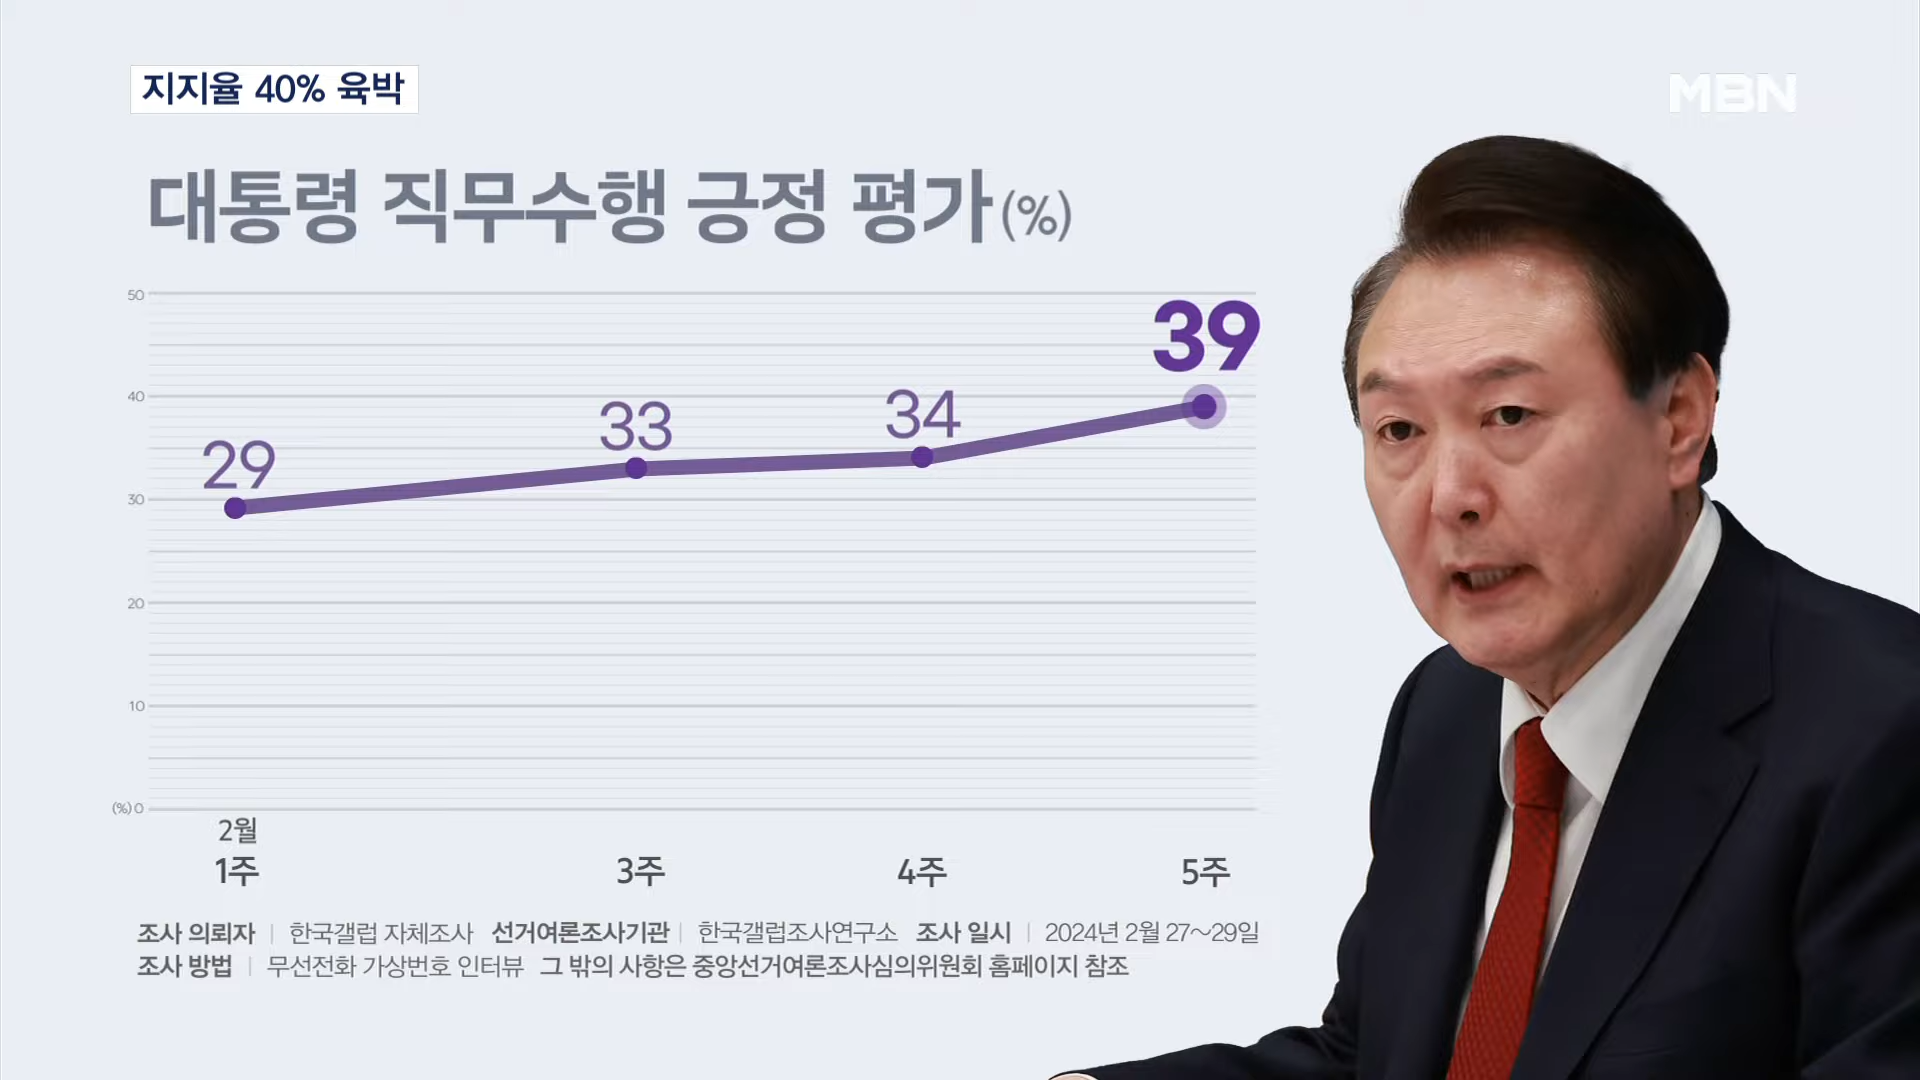 지지율 40% 육박
MBN
대통령 직무수행 긍정 평가(%)
50
40
30
20
10
(%) 0
29
33
34
39
2월
1주
3주
4주
5주
조사 의뢰자 | 한국갤럽 자체조사 선거여론조사기관 | 한국갤럽조사연구소 조사 일시 | 2024년 2월 27~29일
조사 방법 | 무선전화 가상번호 인터뷰 그 밖의 사항은 중앙선거여론조사심의위원회 홈페이지 참조